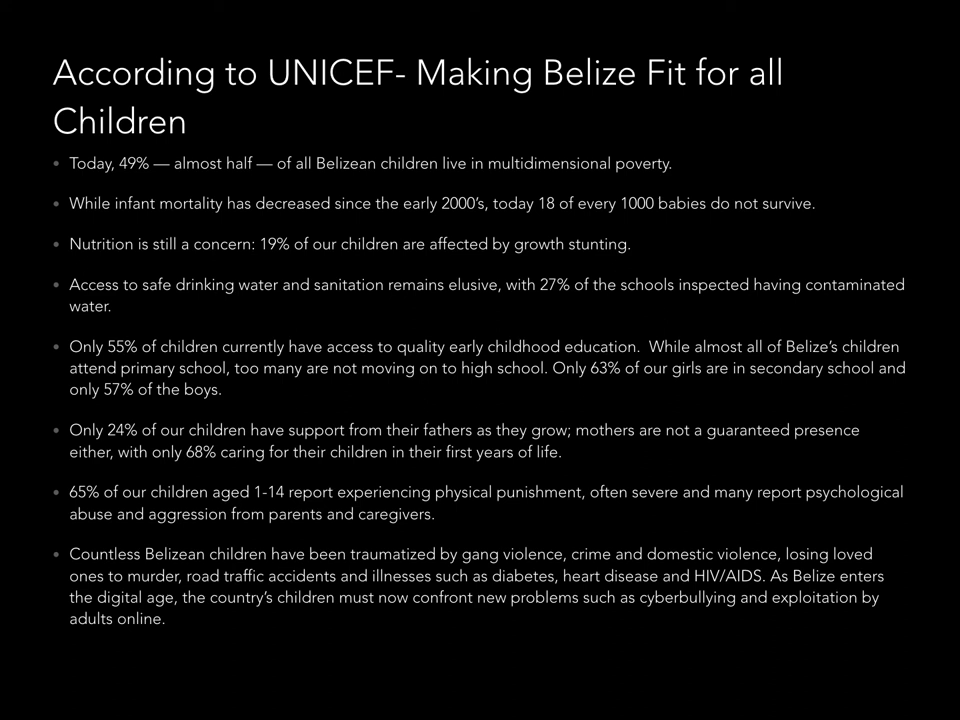 According to UNICEF- Making Belize Fit for all
Children
• Today, 49% — almost half — of all Belizean children live in multidimensional poverty.
• While infant mortality has decreased since the early 2000’s, today 18 of every 1000 babies do not survive.
• Nutrition is still a concern: 19% of our children are affected by growth stunting.
• Access to safe drinking water and sanitation remains elusive, with 27% of the schools inspected having contaminated
water.
• Only 55% of children currently have access to quality early childhood education.  While almost all of Belize’s children
attend primary school, too many are not moving on to high school. Only 63% of our girls are in secondary school and
only 57% of the boys.
• Only 24% of our children have support from their fathers as they grow; mothers are not a guaranteed presence
either, with only 68% caring for their children in their first years of life.
• 65% of our children aged 1-14 report experiencing physical punishment, often severe and many report psychological
abuse and aggression from parents and caregivers.
• Countless Belizean children have been traumatized by gang violence, crime and domestic violence, losing loved
ones to murder, road traffic accidents and illnesses such as diabetes, heart disease and HIV/AIDS. As Belize enters
the digital age, the country’s children must now confront new problems such as cyberbullying and exploitation by
adults online.